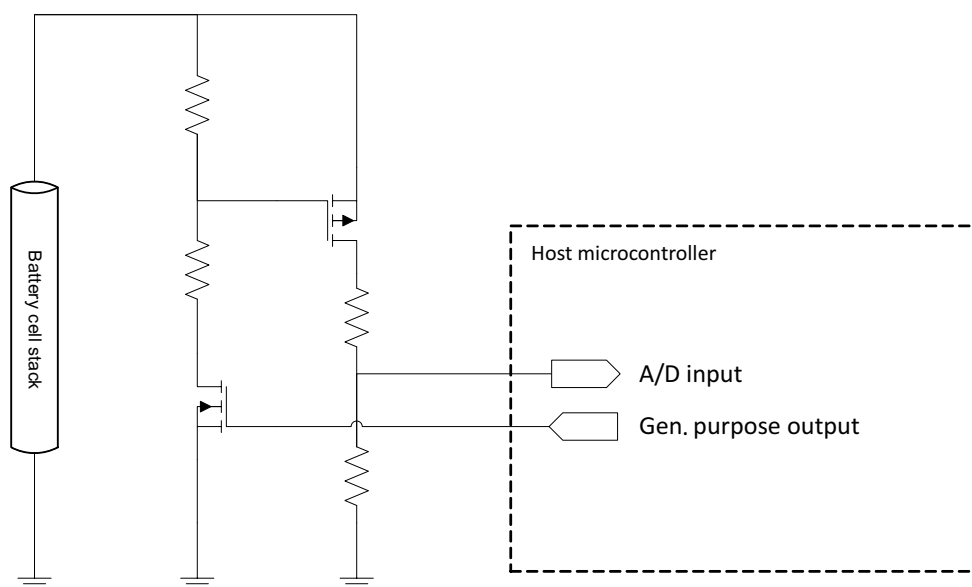 Battery cell stack
Host microcontroller
A/D input
Gen. purpose output